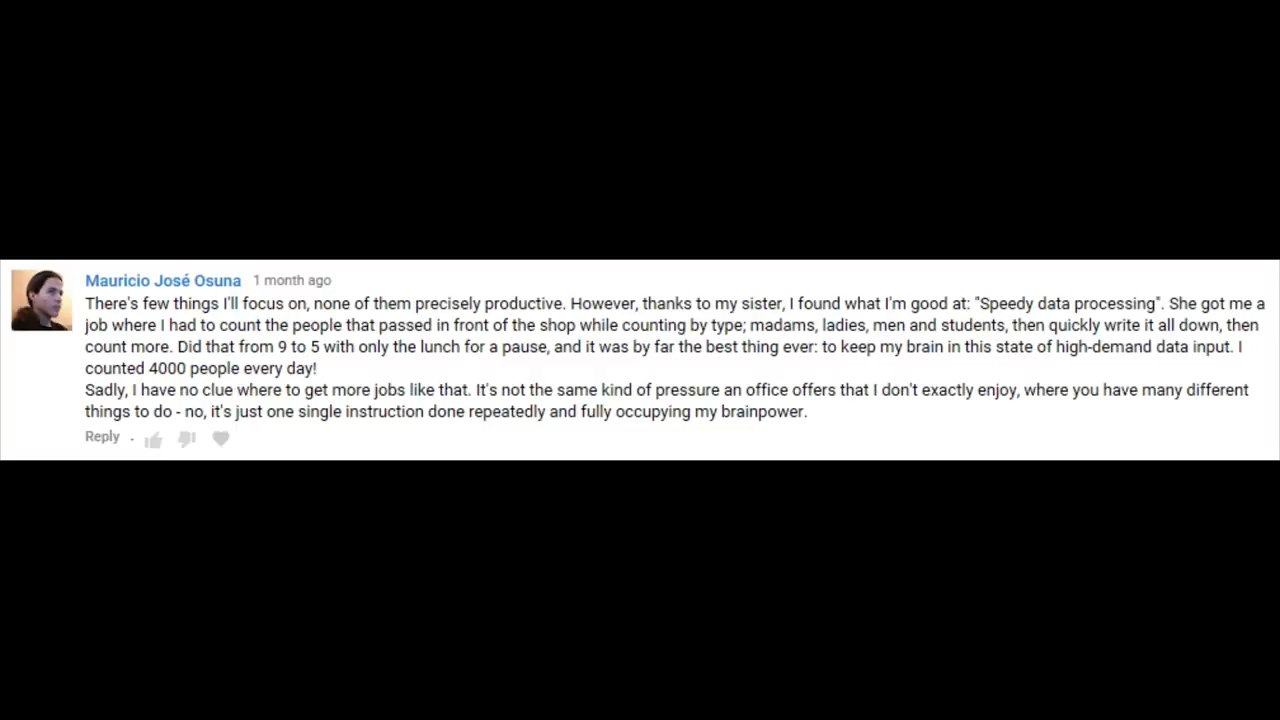 Mauricio José Osuna 1 month ago
There's few things I'll focus on, none of them precisely productive. However, thanks to my sister, I found what I'm good at: "Speedy data processing". She got me a
job where I had to count the people that passed in front of the shop while counting by type; madams, ladies, men and students, then quickly write it all down, then
count more. Did that from 9 to 5 with only the lunch for a pause, and it was by far the best thing ever: to keep my brain in this state of high-demand data input. I
counted 4000 people every day!
Sadly, I have no clue where to get more jobs like that. It's not the same kind of pressure an office offers that I don't exactly enjoy, where you have many different
things to do - no, it's just one single instruction done repeatedly and fully occupying my brainpower.
Reply .